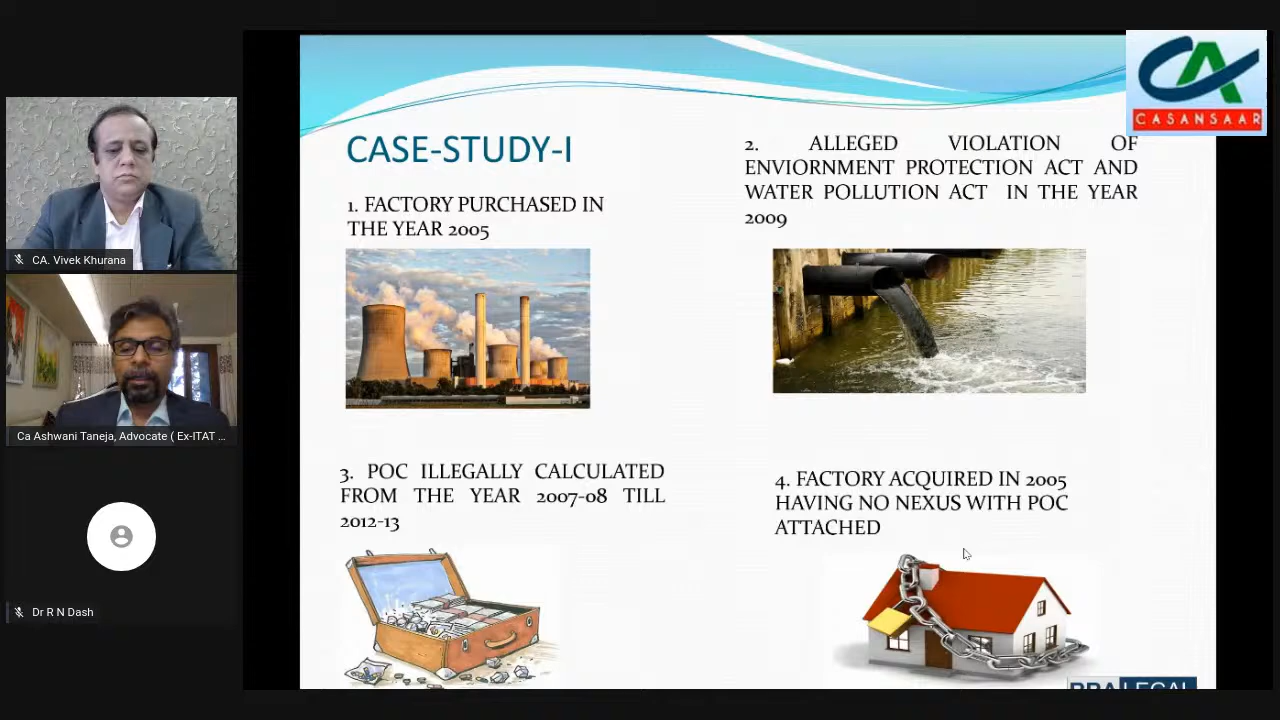 CASANSAAR
CASE-STUDY-I
1. FACTORY PURCHASED IN
THE YEAR 2005
2. ALLEGED VIOLATION OF
ENVIORNMENT PROTECTION ACT AND
WATER POLLUTION ACT IN THE YEAR
2009
3. POC ILLEGALLY CALCULATED
FROM THE YEAR 2007-08 TILL
2012-13
4. FACTORY ACQUIRED IN 2005
HAVING NO NEXUS WITH POC
ATTACHED
CA. Vivek Khurana
Ca Ashwani Taneja, Advocate ( Ex-ITAT ...
Dr R N Dash
LEGAL